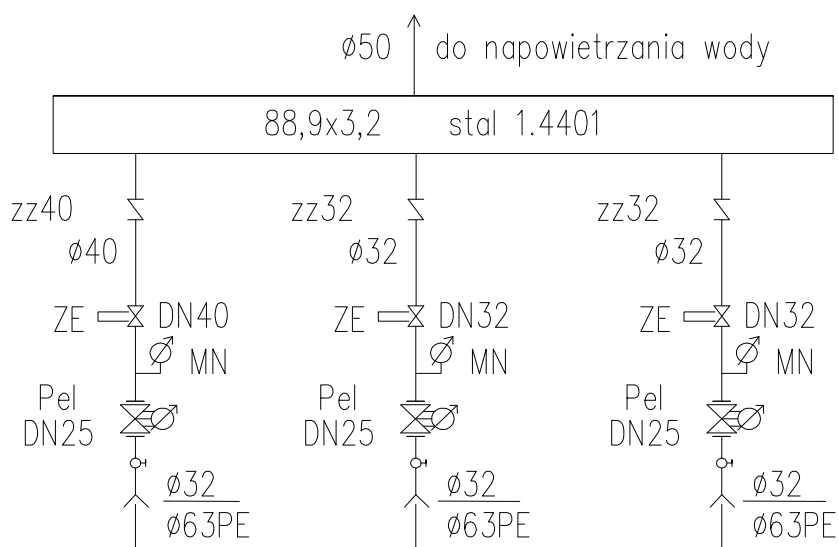 ø50 do napowietrzania wody
88,9x3,2 stal 1.4401
zz40 zz32 zz32
ø40 ø32 ø32
ZE DN40 ZE DN32 ZE DN32
MN MN MN
Pel Pel Pel
DN25 DN25 DN25
ø32 ø32 ø32
ø63PE ø63PE ø63PE